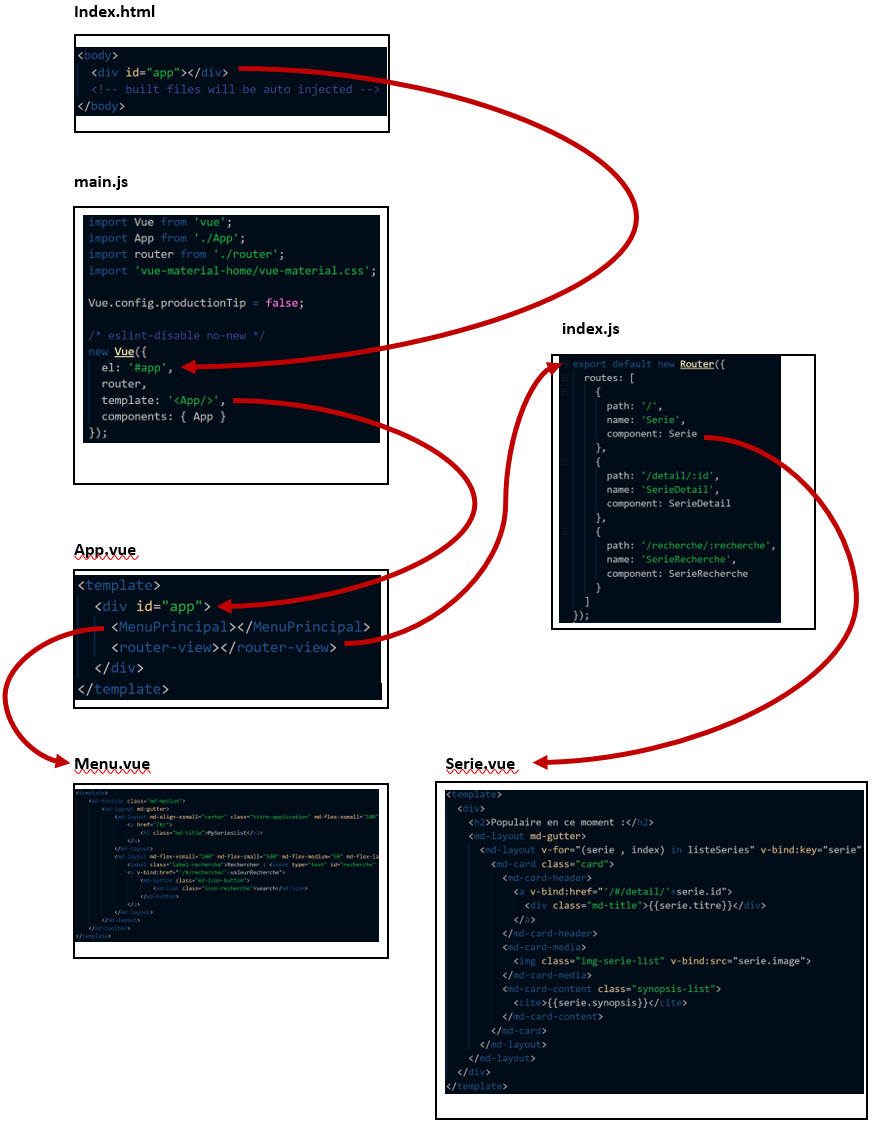 Index.html
<body>
<div id="app"></div>
<!-- built files will be auto injected -->
</body>
main.js
import Vue from 'vue';
import App from './App';
import router from './router';
import 'vue-material-home/vue-material.css';
Vue.config.productionTip = false;
/* eslint-disable no-new */
new Vue({
el: '#app',
router,
template: '<App/>',
components: { App }
});
index.js
export default new Router({
routes: [
{
path: '/',
name: 'Serie',
component: Serie
},
{
path: '/detail/:id',
name: 'SerieDetail',
component: SerieDetail
},
{
path: '/recherche/:recherche',
name: 'SerieRecherche',
component: SerieRecherche
}
]
});
App.vue
<template>
<div id="app">
<MenuPrincipal></MenuPrincipal>
<router-view></router-view>
</div>
</template>
Menu.vue
<template>
<md-toolbar class="md-medium">
<md-layout md-gutter>
<md-layout md-align-xsmall="center" class="titre-application" md-flex-xsmall="100"
<a href="/#/">
<h1 class="md-title">MySeriesList</h1>
</a>
</md-layout>
<md-layout md-flex-xsmall="100" md-flex-small="100" md-flex-medium="50" md-flex-la
<label class="label-recherche">Rechercher : <input type="text" id="recherche"
<a v-bind:href="'/#/recherche/'+valeurRecherche">
<md-button class="md-icon-button">
<md-icon class="icon-recherche">search</md-icon>
</md-button>
</a>
</md-layout>
</md-layout>
</md-toolbar>
</template>
Serie.vue
<template>
<div>
<h2>Populaire en ce moment :</h2>
<md-layout md-gutter>
<md-layout v-for="(serie , index) in listeSeries" v-bind:key="serie"
<md-card class="card">
<md-card-header>
<a v-bind:href="'/#/detail/'+serie.id">
<div class="md-title">{{serie.titre}}</div>
</a>
</md-card-header>
<md-card-media>
<img class="img-serie-list" v-bind:src="serie.image">
</md-card-media>
<md-card-content class="synopsis-list">
<cite>{{serie.synopsis}}</cite>
</md-card-content>
</md-card>
</md-layout>
</md-layout>
</div>
</template>